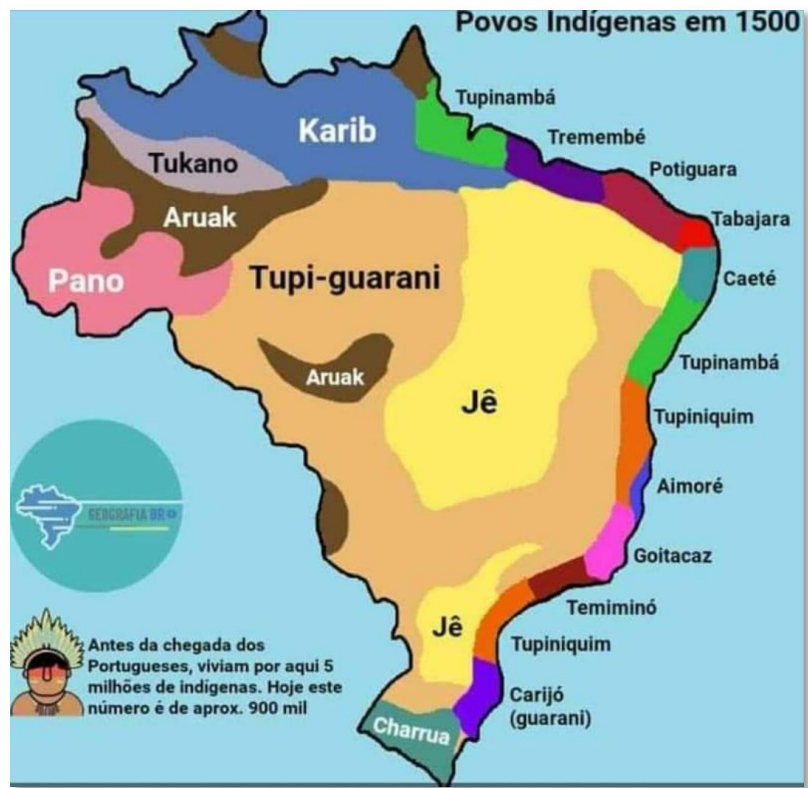 Povos Indígenas em 1500
Tupinambá
Karib
Tremembé
Tukano
Potiguara
Aruak
Tabajara
Pano
Tupi-guarani
Caeté
Tupinambá
Aruak
Jê
Tupiniquim
Aimoré
GEOGRAFIA BR
Goitacaz
Temiminó
Jê
Tupiniquim
Antes da chegada dos
Portugueses, viviam por aqui 5
milhões de indígenas. Hoje este
número é de aprox. 900 mil
Carijó
(guarani)
Charrua